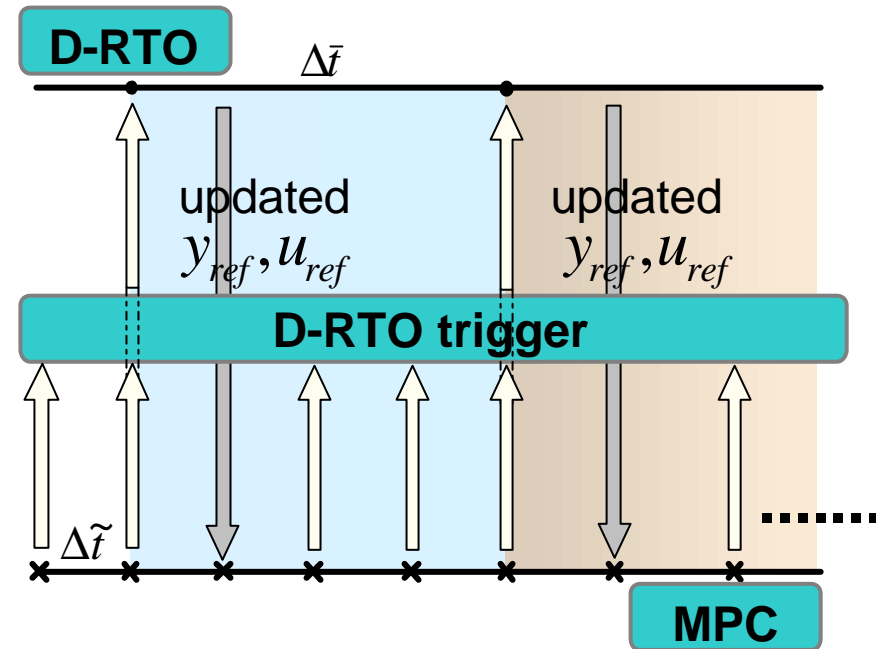 D-RTO
Δt̄
updated
y_ref, u_ref
updated
y_ref, u_ref
D-RTO trigger
Δt̃
MPC